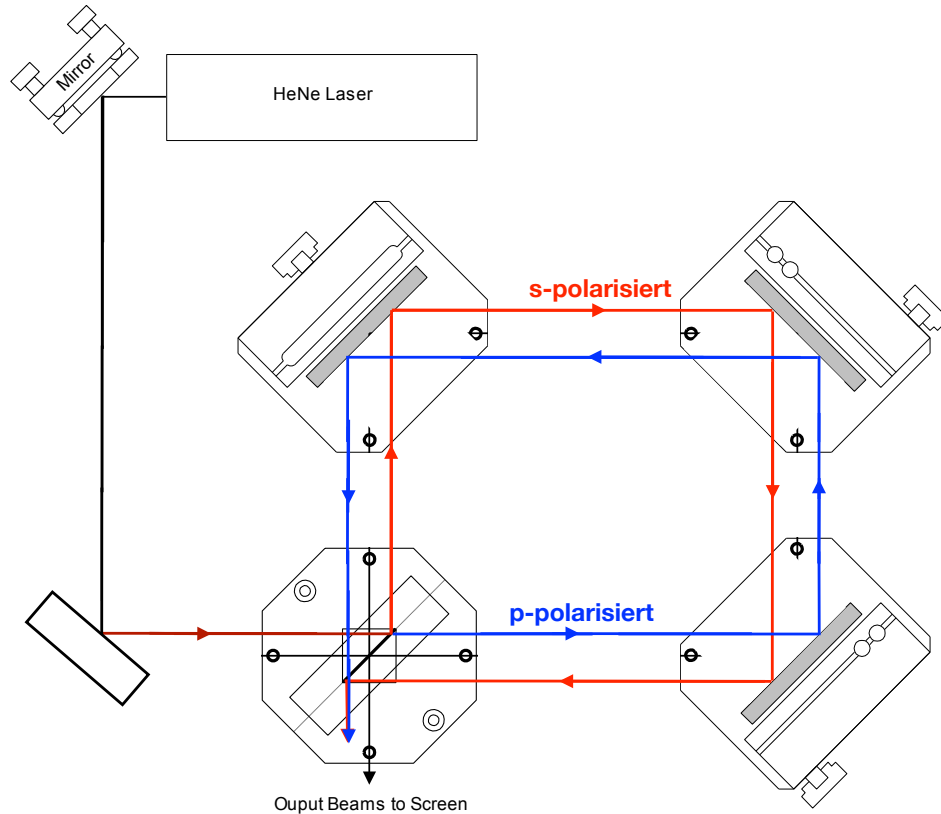 Mirror
HeNe Laser
s-polarisiert
p-polarisiert
Ouput Beams to Screen